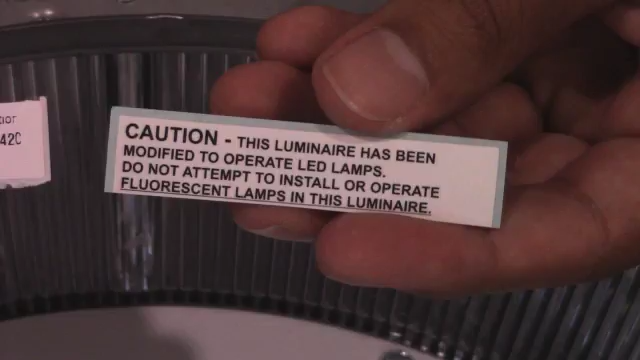 42C
CAUTION - THIS LUMINAIRE HAS BEEN
MODIFIED TO OPERATE LED LAMPS.
DO NOT ATTEMPT TO INSTALL OR OPERATE
FLUORESCENT LAMPS IN THIS LUMINAIRE.